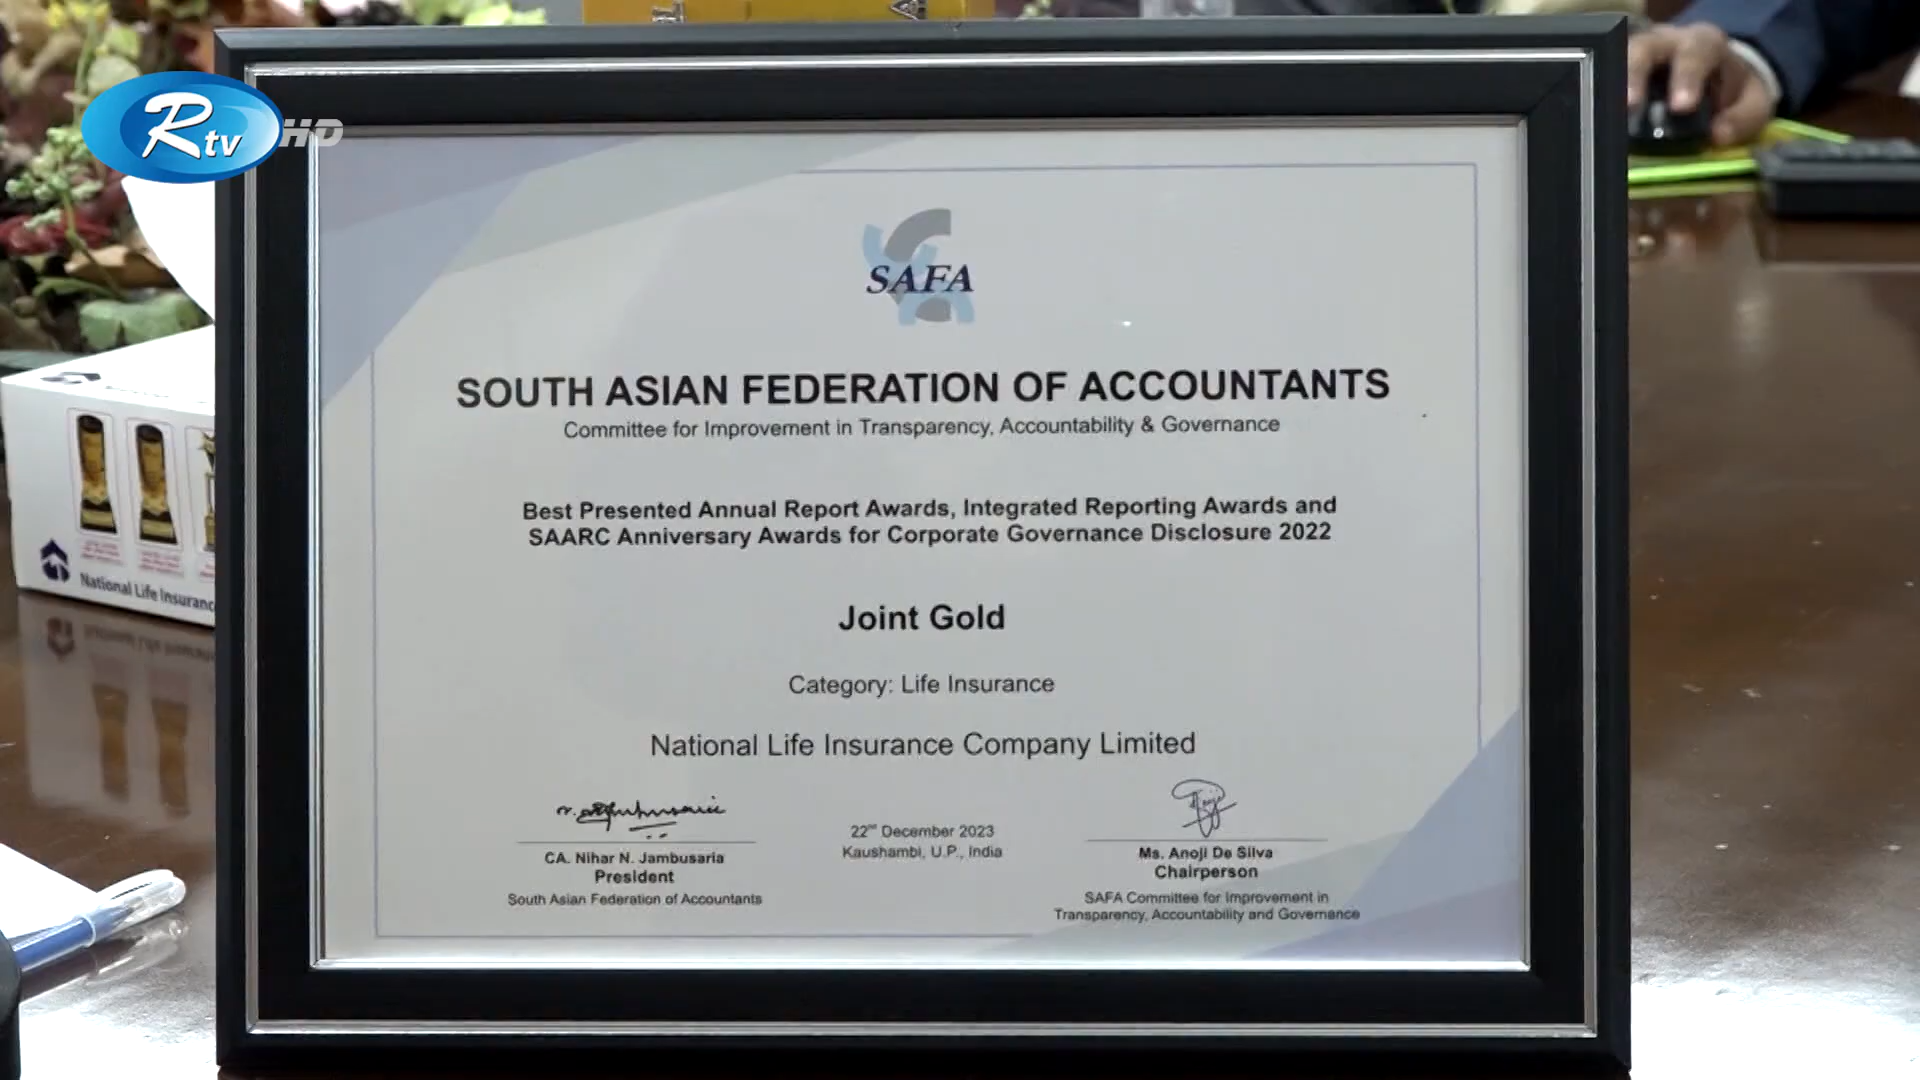 Rtv HD
SAFA
SOUTH ASIAN FEDERATION OF ACCOUNTANTS
Committee for Improvement in Transparency, Accountability & Governance
Best Presented Annual Report Awards, Integrated Reporting Awards and
SAARC Anniversary Awards for Corporate Governance Disclosure 2022
Joint Gold
Category: Life Insurance
National Life Insurance Company Limited
22nd December 2023
Kaushambi, U.P., India
CA. Nihar N. Jambusaria
President
South Asian Federation of Accountants
Ms. Anoji De Silva
Chairperson
SAFA Committee for Improvement in
Transparency, Accountability and Governance
National Life Insuranc